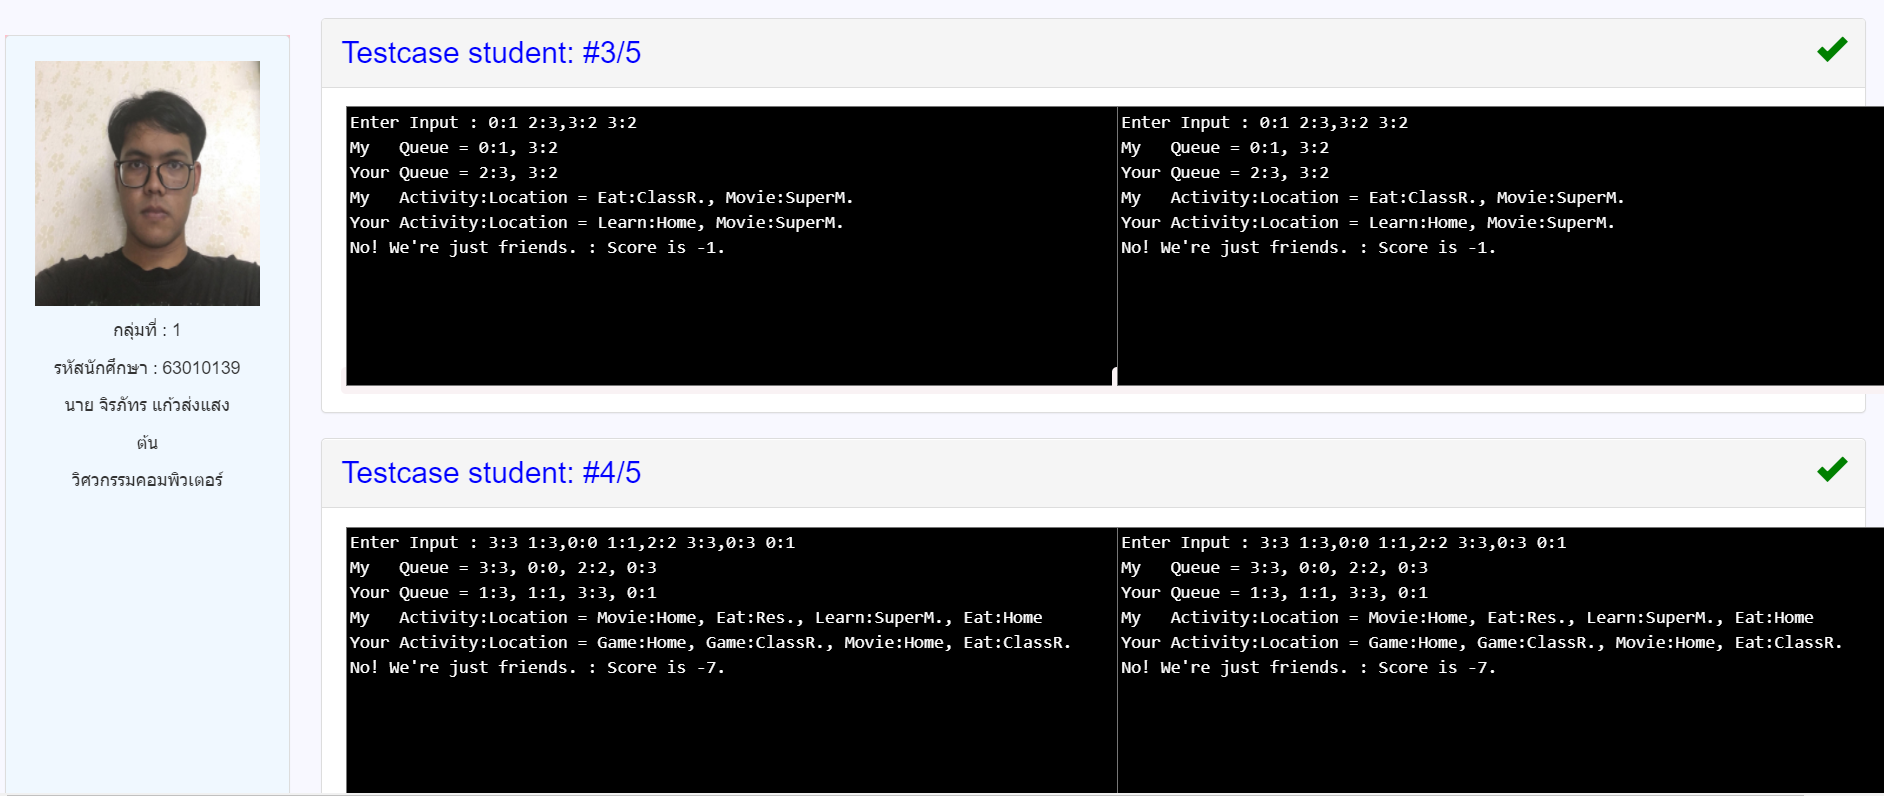 กลุ่มที่ : 1
รหัสนักศึกษา : 63010139
นาย จิรภัทร แก้วส่งแสง
ต้น
วิศวกรรมคอมพิวเตอร์
Testcase student: #3/5
Enter Input : 0:1 2:3,3:2 3:2
My   Queue = 0:1, 3:2
Your Queue = 2:3, 3:2
My   Activity:Location = Eat:ClassR., Movie:SuperM.
Your Activity:Location = Learn:Home, Movie:SuperM.
No! We're just friends. : Score is -1.
Enter Input : 0:1 2:3,3:2 3:2
My   Queue = 0:1, 3:2
Your Queue = 2:3, 3:2
My   Activity:Location = Eat:ClassR., Movie:SuperM.
Your Activity:Location = Learn:Home, Movie:SuperM.
No! We're just friends. : Score is -1.
Testcase student: #4/5
Enter Input : 3:3 1:3,0:0 1:1,2:2 3:3,0:3 0:1
My   Queue = 3:3, 0:0, 2:2, 0:3
Your Queue = 1:3, 1:1, 3:3, 0:1
My   Activity:Location = Movie:Home, Eat:Res., Learn:SuperM., Eat:Home
Your Activity:Location = Game:Home, Game:ClassR., Movie:Home, Eat:ClassR.
No! We're just friends. : Score is -7.
Enter Input : 3:3 1:3,0:0 1:1,2:2 3:3,0:3 0:1
My   Queue = 3:3, 0:0, 2:2, 0:3
Your Queue = 1:3, 1:1, 3:3, 0:1
My   Activity:Location = Movie:Home, Eat:Res., Learn:SuperM., Eat:Home
Your Activity:Location = Game:Home, Game:ClassR., Movie:Home, Eat:ClassR.
No! We're just friends. : Score is -7.